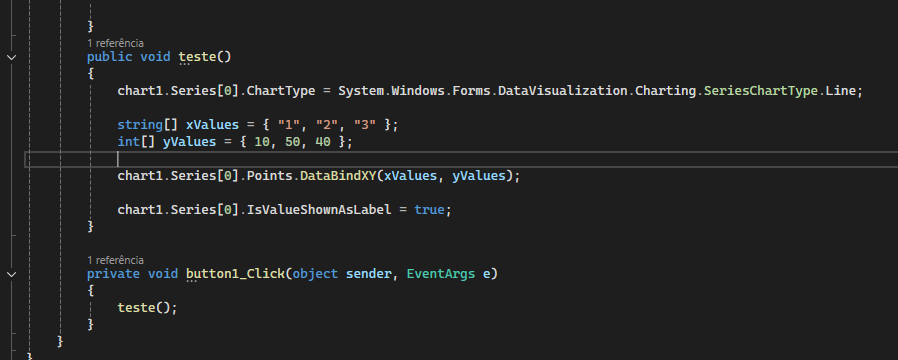 }
1 referência
public void teste()
{
chart1.Series[0].ChartType = System.Windows.Forms.DataVisualization.Charting.SeriesChartType.Line;
string[] xValues = { "1", "2", "3" };
int[] yValues = { 10, 50, 40 };
chart1.Series[0].Points.DataBindXY(xValues, yValues);
chart1.Series[0].IsValueShownAsLabel = true;
}
1 referência
private void button1_Click(object sender, EventArgs e)
{
teste();
}
}
}